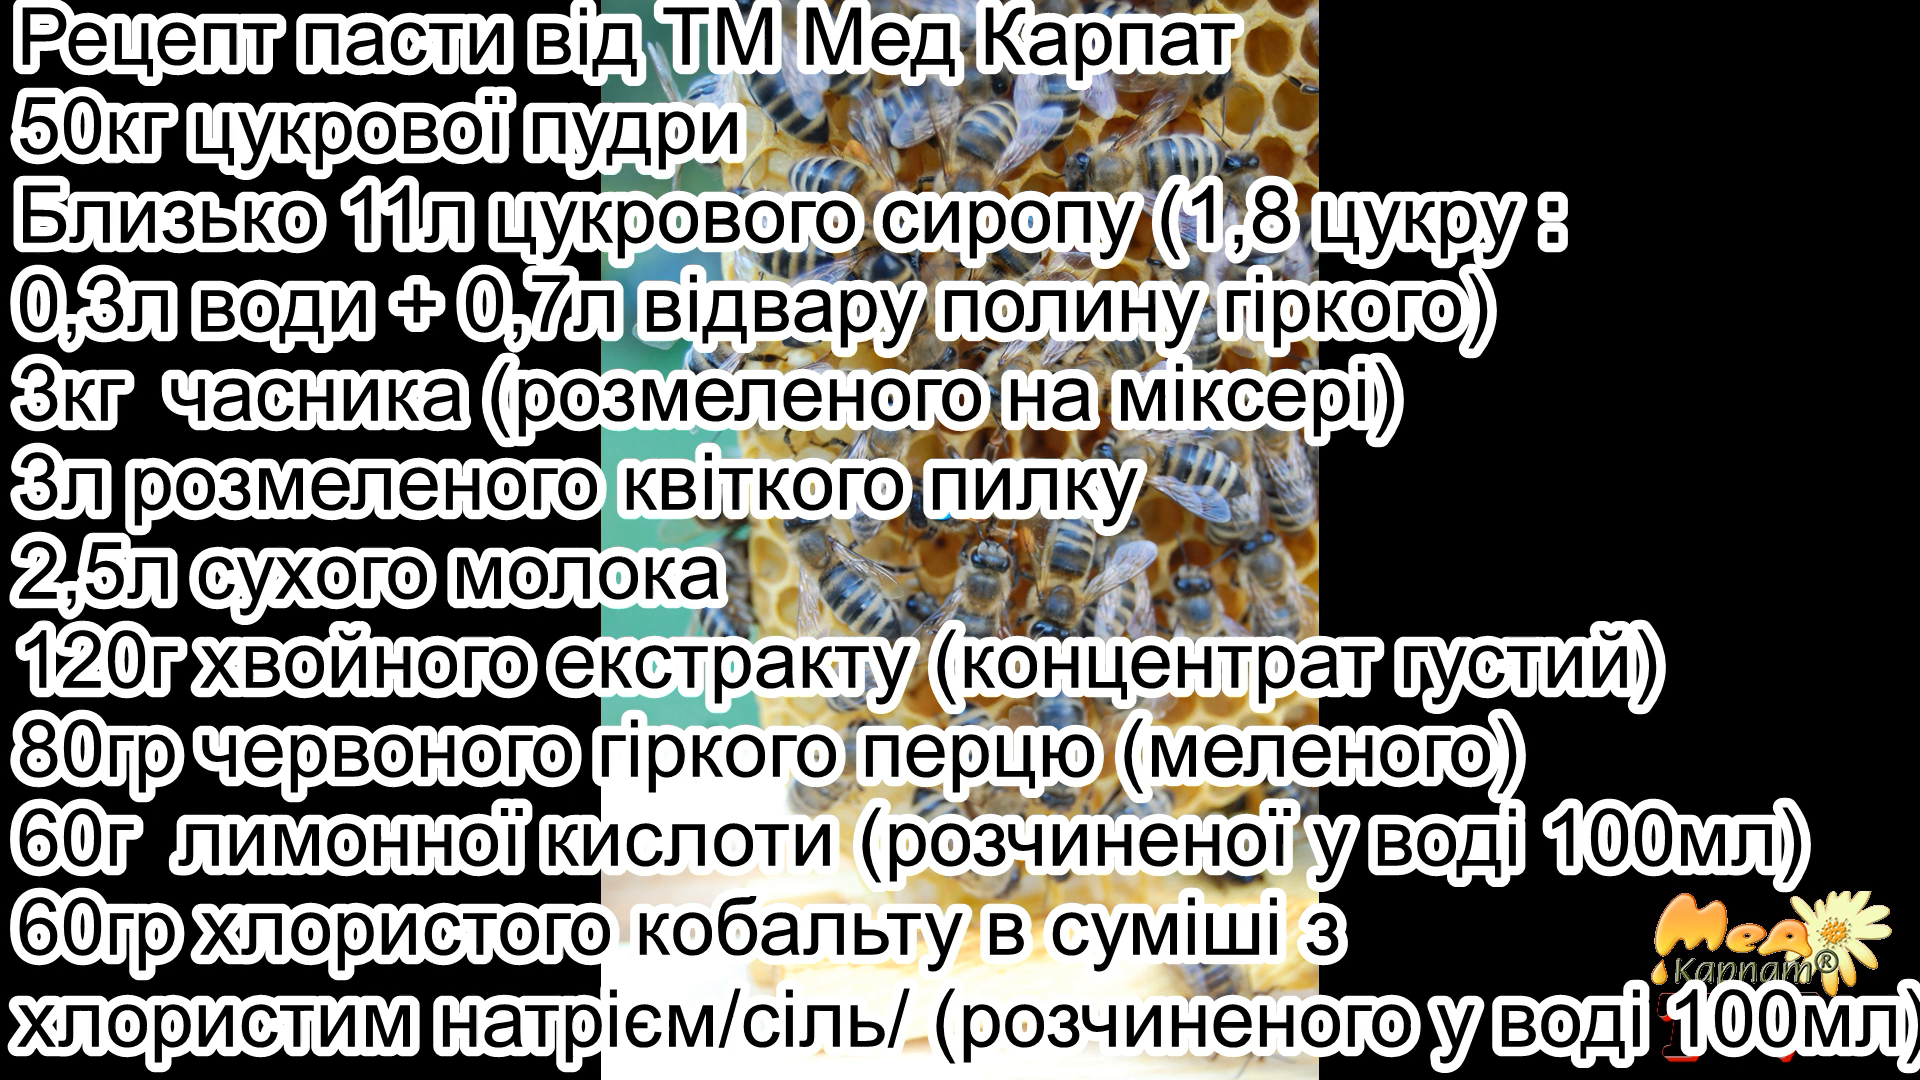 Рецепт пасти від ТМ Мед Карпат
50кг цукрової пудри
Близько 11л цукрового сиропу (1,8 цукру :
0,3л води + 0,7л відвару полину гіркого)
3кг часника (розмеленого на міксері)
3л розмеленого квіткого пилку
2,5л сухого молока
120г хвойного екстракту (концентрат густий)
80гр червоного гіркого перцю (меленого)
60г лимонної кислоти (розчиненої у воді 100мл)
60гр хлористого кобальту в суміші з
хлористим натрієм/сіль/ (розчиненого у воді 100мл)
Мед
Карпат®